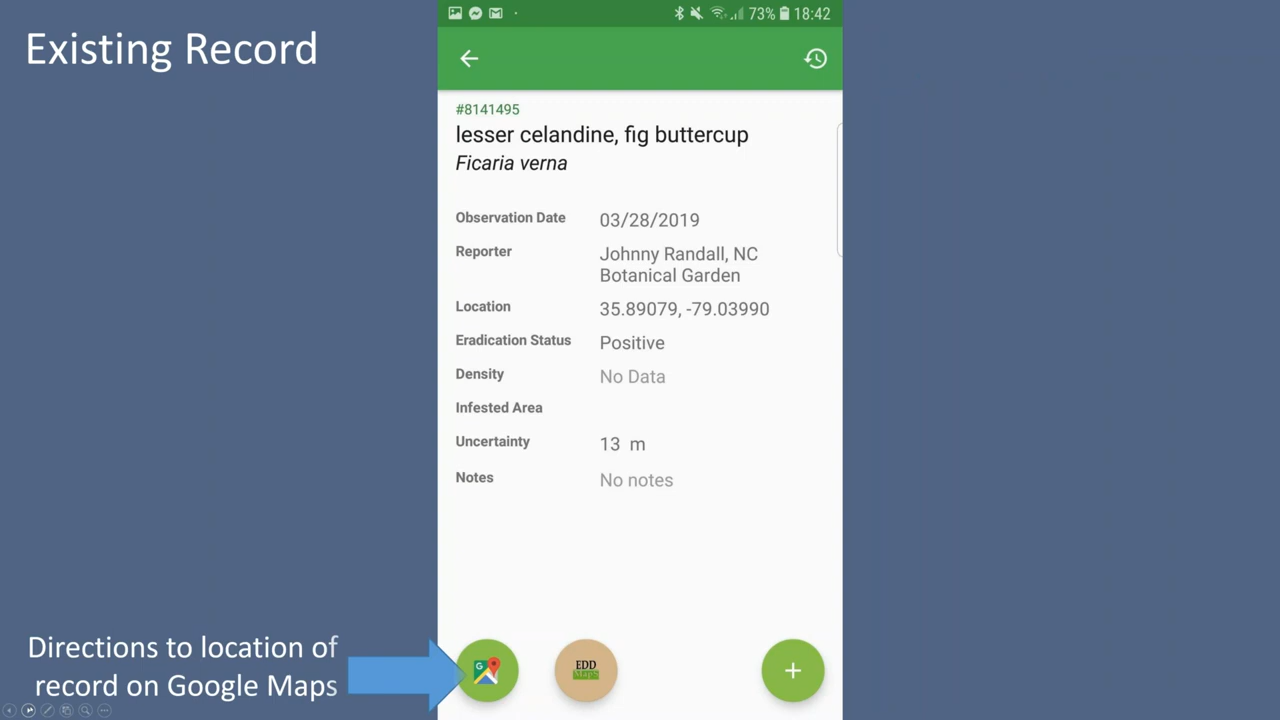 Existing Record
73% 18:42
#8141495
lesser celandine, fig buttercup
Ficaria verna
Observation Date 03/28/2019
Reporter Johnny Randall, NC
Botanical Garden
Location 35.89079, -79.03990
Eradication Status Positive
Density No Data
Infested Area
Uncertainty 13 m
Notes No notes
Directions to location of
record on Google Maps
G
EDD
MapS
+